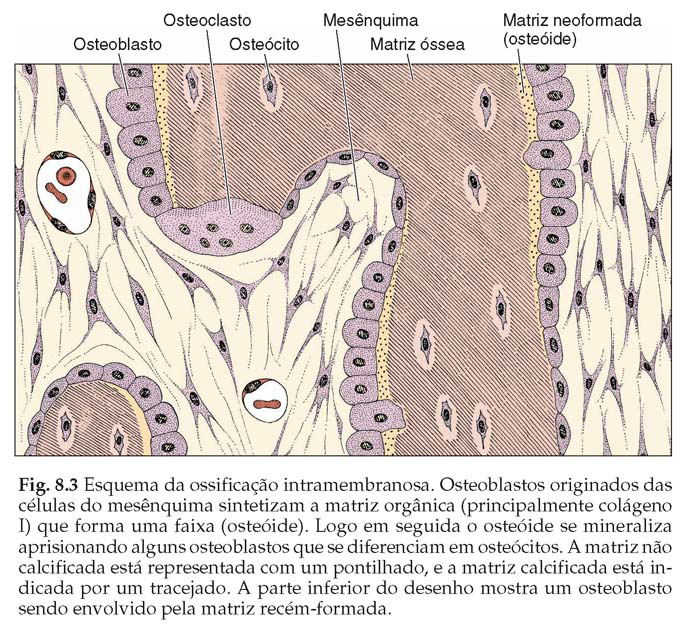 Osteoclasto
Mesênquima
Matriz neoformada
(osteóide)
Osteoblasto
Osteócito
Matriz óssea
Fig. 8.3 Esquema da ossificação intramembranosa. Osteoblastos originados das
células do mesênquima sintetizam a matriz orgânica (principalmente colágeno
I) que forma uma faixa (osteóide). Logo em seguida o osteóide se mineraliza
aprisionando alguns osteoblastos que se diferenciam em osteócitos. A matriz não
calcificada está representada com um pontilhado, e a matriz calcificada está in-
dicada por um tracejado. A parte inferior do desenho mostra um osteoblasto
sendo envolvido pela matriz recém-formada.